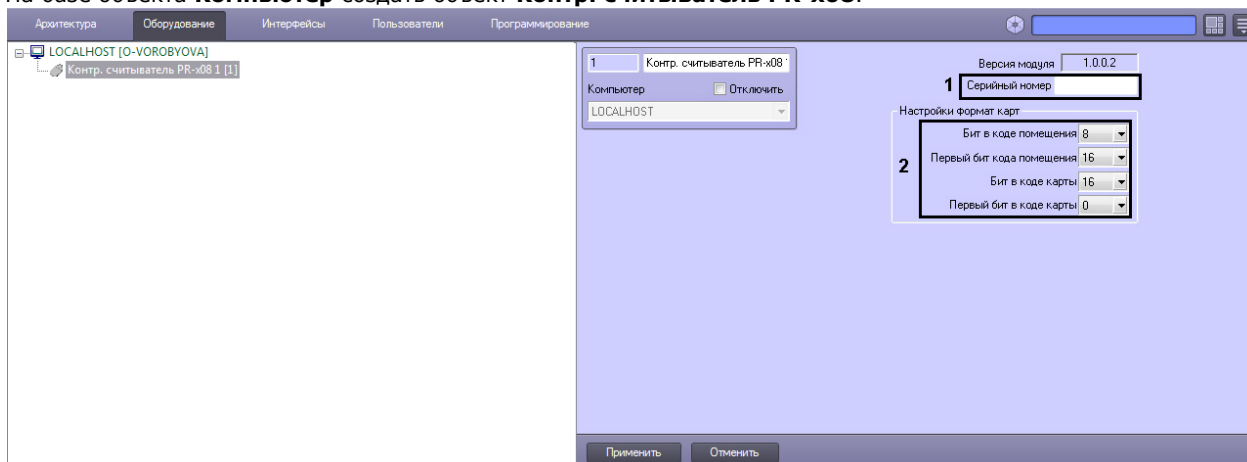 На базе объекта Компьютер создать объект Контр. считыватель PR-x08.
Архитектура Оборудование Интерфейсы Пользователи Программирование
LOCALHOST [O-VOROBYOVA]
Контр. считыватель PR-x08 1 [1]
1 Контр. считыватель PR-x08
Компьютер Отключить
LOCALHOST
Версия модуля 1.0.0.2
1 Серийный номер
Настройки формат карт
2
Бит в коде помещения 8
Первый бит кода помещения 16
Бит в коде карты 16
Первый бит в коде карты 0
Применить Отменить